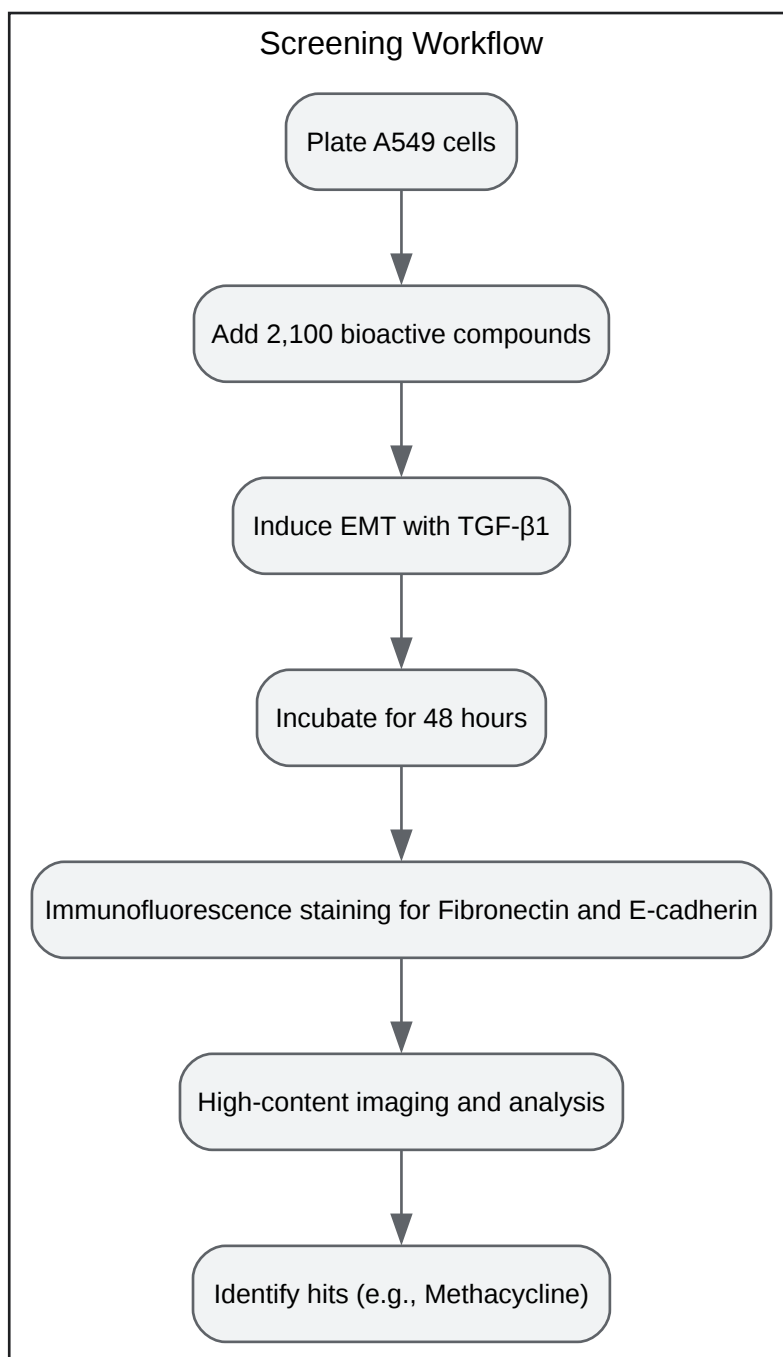 Screening Workflow
Plate A549 cells
Add 2,100 bioactive compounds
Induce EMT with TGF-β1
Incubate for 48 hours
Immunofluorescence staining for Fibronectin and E-cadherin
High-content imaging and analysis
Identify hits (e.g., Methacycline)